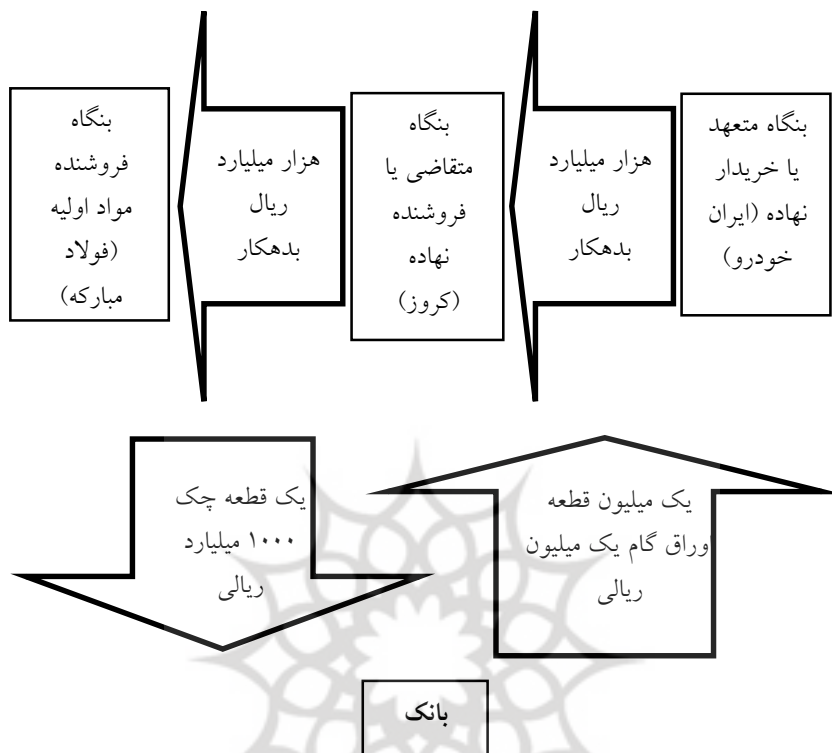 بنگاه متعهد
یا خریدار
نهاده (ایران
خودرو)
هزار میلیارد
ریال
بدهکار
بنگاه
متقاضی یا
فروشنده
نهاده
(کروز)
هزار میلیارد
ریال
بدهکار
بنگاه
فروشنده
مواد اولیه
(فولاد
مبارکه)
یک میلیون قطعه
اوراق گام یک میلیون
ریالی
یک قطعه چک
۱۰۰۰ میلیارد
ریالی
بانک